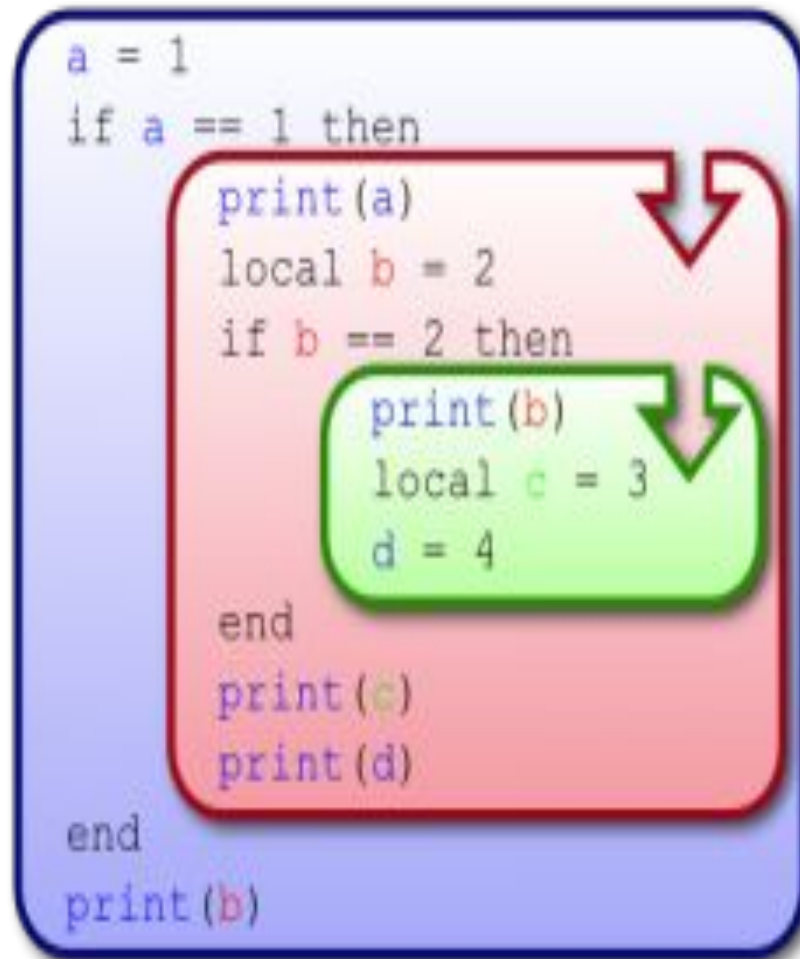 a = 1
if a == 1 then
print(a)
local b = 2
if b == 2 then
print(b)
local c = 3
d = 4
end
print(c)
print(d)
end
print(b)